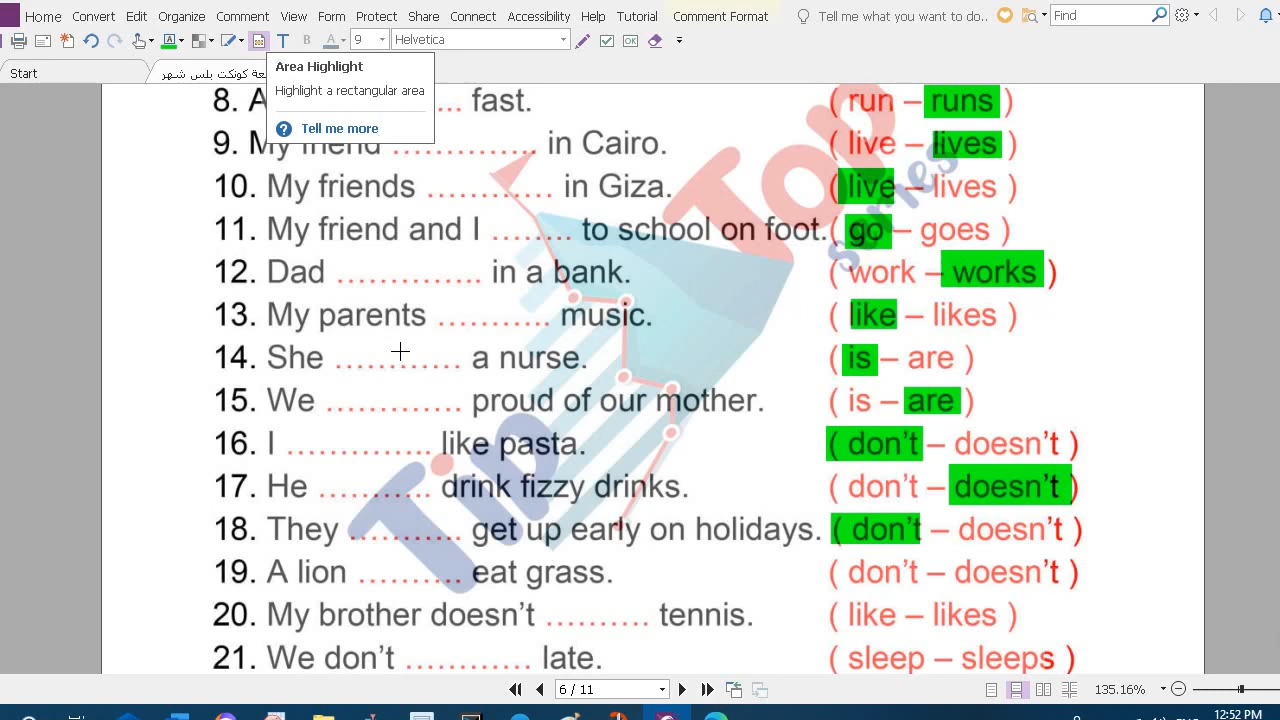 Convert Edit Organize Comment View Form Protect Share Connect Accessibility Help Tutorial Comment Format Tell me what you want to do.. Find
9 Helvetica
Start كونكت بلس شهر
Area Highlight
Highlight a rectangular area
Tell me more
8. A ... fast. ( run – runs )
9. My friend ………….. in Cairo. ( live – lives )
10. My friends ………… in Giza. ( live – lives )
11. My friend and I …….. to school on foot. ( go – goes )
12. Dad ………….. in a bank. ( work – works )
13. My parents ……….. music. ( like – likes )
14. She ………… a nurse. ( is – are )
15. We …………. proud of our mother. ( is – are )
16. I ………….. like pasta. ( don’t – doesn’t )
17. He ……….. drink fizzy drinks. ( don’t – doesn’t )
18. They ……….. get up early on holidays. ( don’t – doesn’t )
19. A lion ………. eat grass. ( don’t – doesn’t )
20. My brother doesn’t ………. tennis. ( like – likes )
21. We don’t ………… late. ( sleep – sleeps )
Tip Top
6 / 11 135.16%
12:52 PM